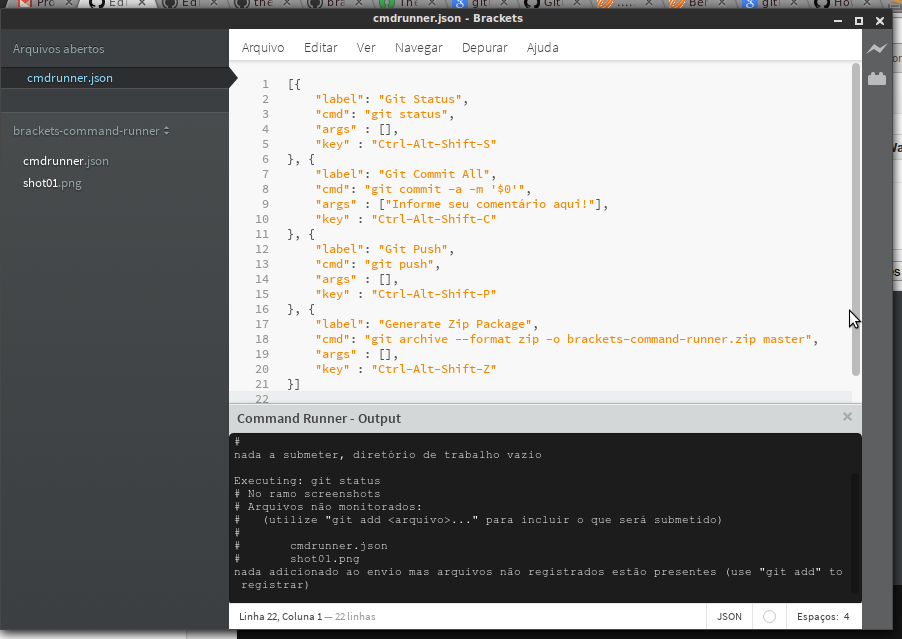 cmdrunner.json - Brackets
Arquivos abertos
cmdrunner.json
brackets-command-runner
cmdrunner.json
shot01.png
Arquivo Editar Ver Navegar Depurar Ajuda
1 [{
2 "label": "Git Status",
3 "cmd": "git status",
4 "args" : [],
5 "key" : "Ctrl-Alt-Shift-S"
6 }, {
7 "label": "Git Commit All",
8 "cmd": "git commit -a -m '$0'",
9 "args" : ["Informe seu comentário aqui!"],
10 "key" : "Ctrl-Alt-Shift-C"
11 }, {
12 "label": "Git Push",
13 "cmd": "git push",
14 "args" : [],
15 "key" : "Ctrl-Alt-Shift-P"
16 }, {
17 "label": "Generate Zip Package",
18 "cmd": "git archive --format zip -o brackets-command-runner.zip master",
19 "args" : [],
20 "key" : "Ctrl-Alt-Shift-Z"
21 }]
22
Command Runner - Output
#
nada a submeter, diretório de trabalho vazio
Executing: git status
# No ramo screenshots
# Arquivos não monitorados:
# (utilize "git add <arquivo>..." para incluir o que será submetido)
#
# cmdrunner.json
# shot01.png
nada adicionado ao envio mas arquivos não registrados estão presentes (use "git add" to
registrar)
Linha 22, Coluna 1 — 22 linhas JSON Espaços: 4